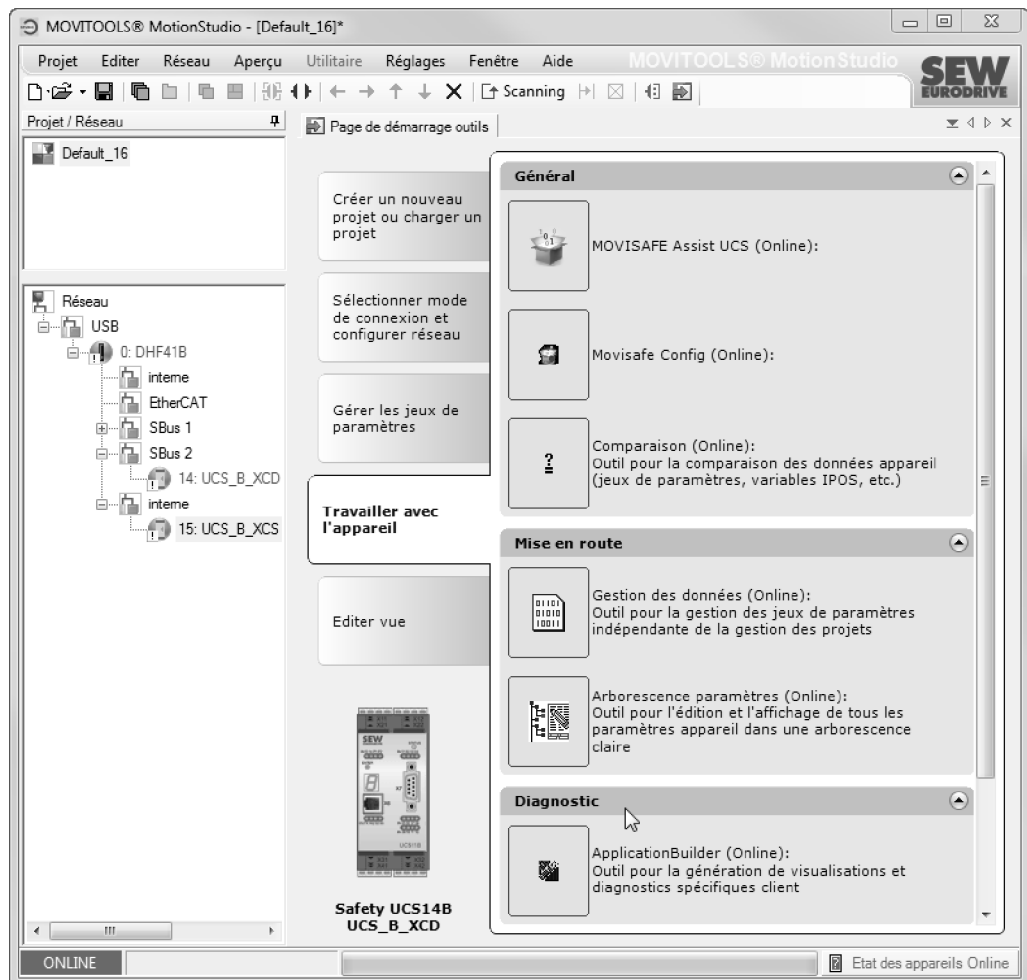 MOVITOOLS® MotionStudio - [Default_16]*
Projet Editer Réseau Aperçu Utilitaire Réglages Fenêtre Aide MOVITOOLS® MotionStudio
SEW
EURODRIVE
Scanning
Projet / Réseau
Default_16
Page de démarrage outils
Réseau
USB
0: DHF41B
interne
EtherCAT
SBus 1
SBus 2
14: UCS_B_XCD
interne
15: UCS_B_XCS
Créer un nouveau
projet ou charger un
projet
Sélectionner mode
de connexion et
configurer réseau
Gérer les jeux de
paramètres
Travailler avec
l'appareil
Editer vue
SEW
UCS11B
Safety UCS14B
UCS_B_XCD
Général
MOVISAFE Assist UCS (Online):
Movisafe Config (Online):
Comparaison (Online):
Outil pour la comparaison des données appareil
(jeux de paramètres, variables IPOS, etc.)
Mise en route
Gestion des données (Online):
Outil pour la gestion des jeux de paramètres
indépendante de la gestion des projets
Arborescence paramètres (Online):
Outil pour l'édition et l'affichage de tous les
paramètres appareil dans une arborescence
claire
Diagnostic
ApplicationBuilder (Online):
Outil pour la génération de visualisations et
diagnostics spécifiques client
ONLINE
Etat des appareils Online